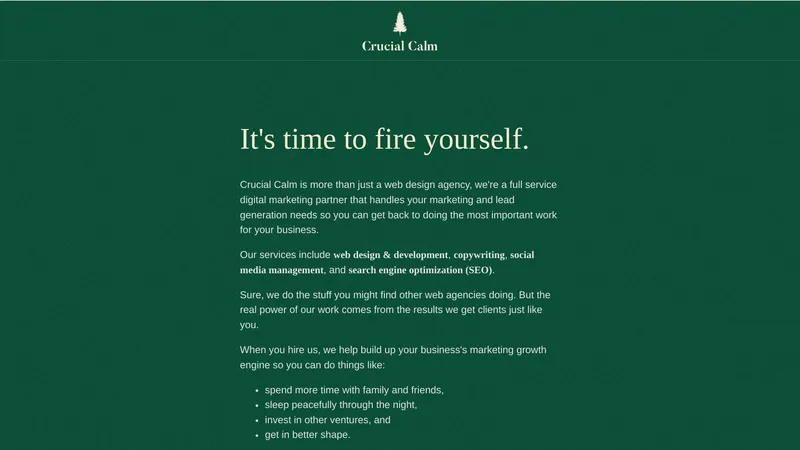 Crucial Calm
It's time to fire yourself.
Crucial Calm is more than just a web design agency, we're a full service
digital marketing partner that handles your marketing and lead
generation needs so you can get back to doing the most important work
for your business.
Our services include web design & development, copywriting, social
media management, and search engine optimization (SEO).
Sure, we do the stuff you might find other web agencies doing. But the
real power of our work comes from the results we get clients just like
you.
When you hire us, we help build up your business's marketing growth
engine so you can do things like:
• spend more time with family and friends,
• sleep peacefully through the night,
• invest in other ventures, and
• get in better shape.